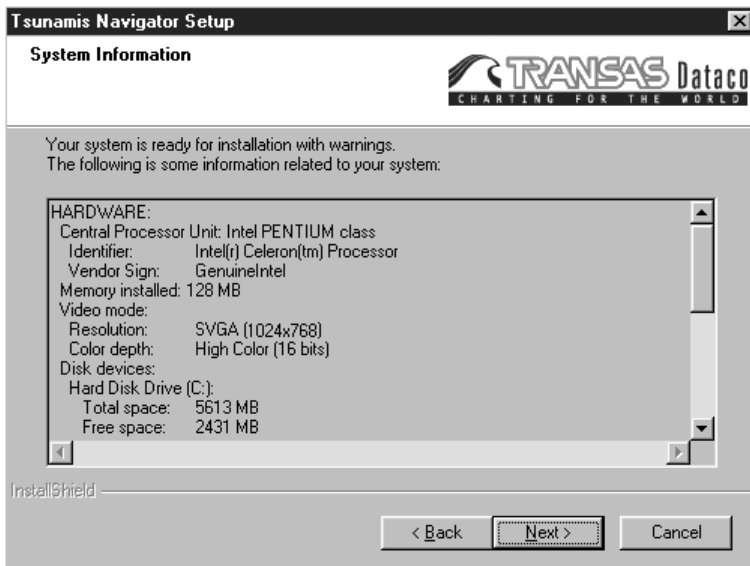 Tsunamis Navigator Setup
System Information
TRANSAS Dataco
CHARTING FOR THE WORLD
Your system is ready for installation with warnings.
The following is some information related to your system:
HARDWARE:
Central Processor Unit: Intel PENTIUM class
Identifier: Intel(r) Celeron(tm) Processor
Vendor Sign: GenuineIntel
Memory installed: 128 MB
Video mode:
Resolution: SVGA (1024x768)
Color depth: High Color (16 bits)
Disk devices:
Hard Disk Drive (C:):
Total space: 5613 MB
Free space: 2431 MB
InstallShield
< Back Next > Cancel